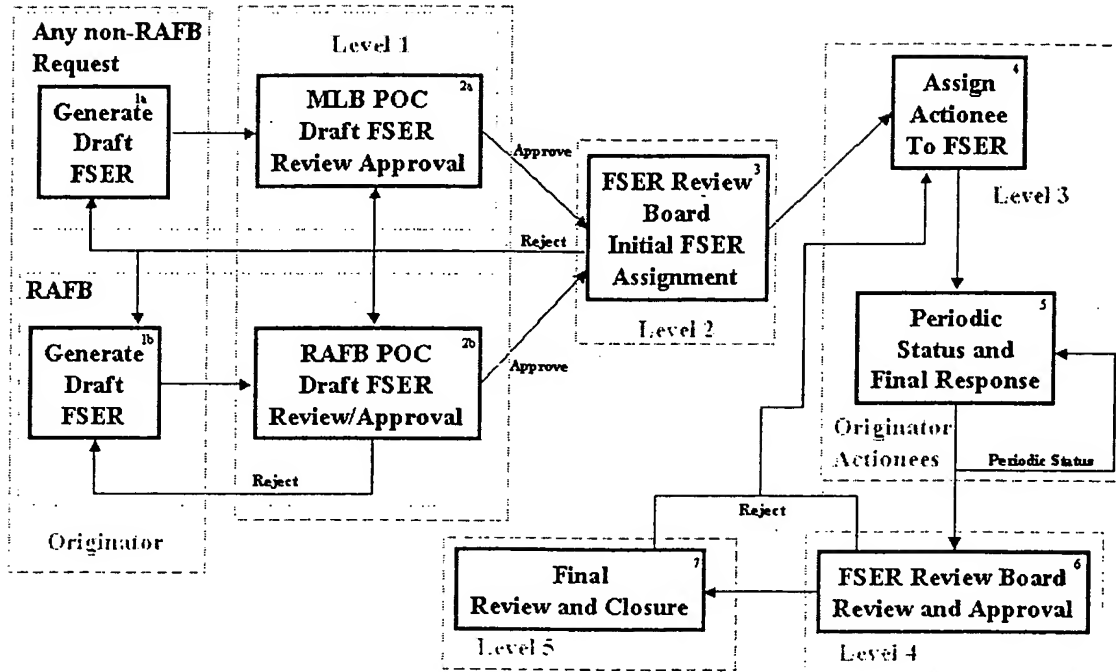 Any non-RAFB
Request
1a
Generate
Draft
FSER
Level 1
2a
MLB POC
Draft FSER
Review Approval
Approve
Reject
RAFB
1b
Generate
Draft
FSER
2b
RAFB POC
Draft FSER
Review/Approval
Approve
Reject
Originator
3
FSER Review
Board
Initial FSER
Assignment
Level 2
4
Assign
Actionee
To FSER
Level 3
5
Periodic
Status and
Final Response
Originator
Actionees
Periodic Status
Reject
6
FSER Review Board
Review and Approval
Level 4
7
Final
Review and Closure
Level 5